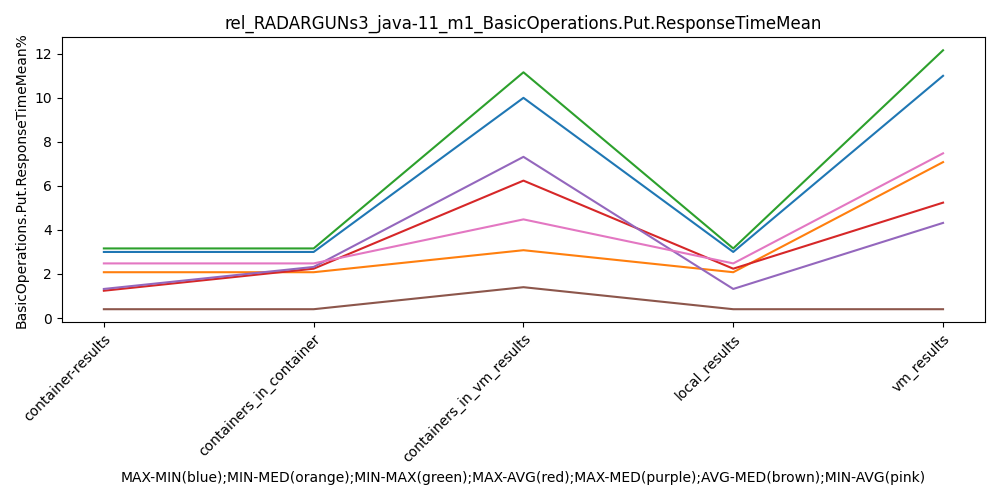 rel_RADARGUNs3_java-11_m1_BasicOperations.Put.ResponseTimeMean
BasicOperations.Put.ResponseTimeMean%
12
10
8
6
4
2
0
container-results
containers_in_container
containers_in_vm_results
local_results
vm_results
MAX-MIN(blue);MIN-MED(orange);MIN-MAX(green);MAX-AVG(red);MAX-MED(purple);AVG-MED(brown);MIN-AVG(pink)